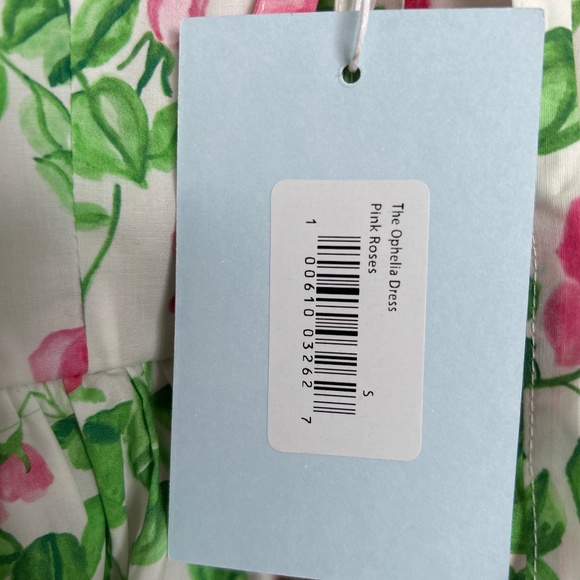 The Ophelia Dress
Pink Roses
S
1 00610 03262 7